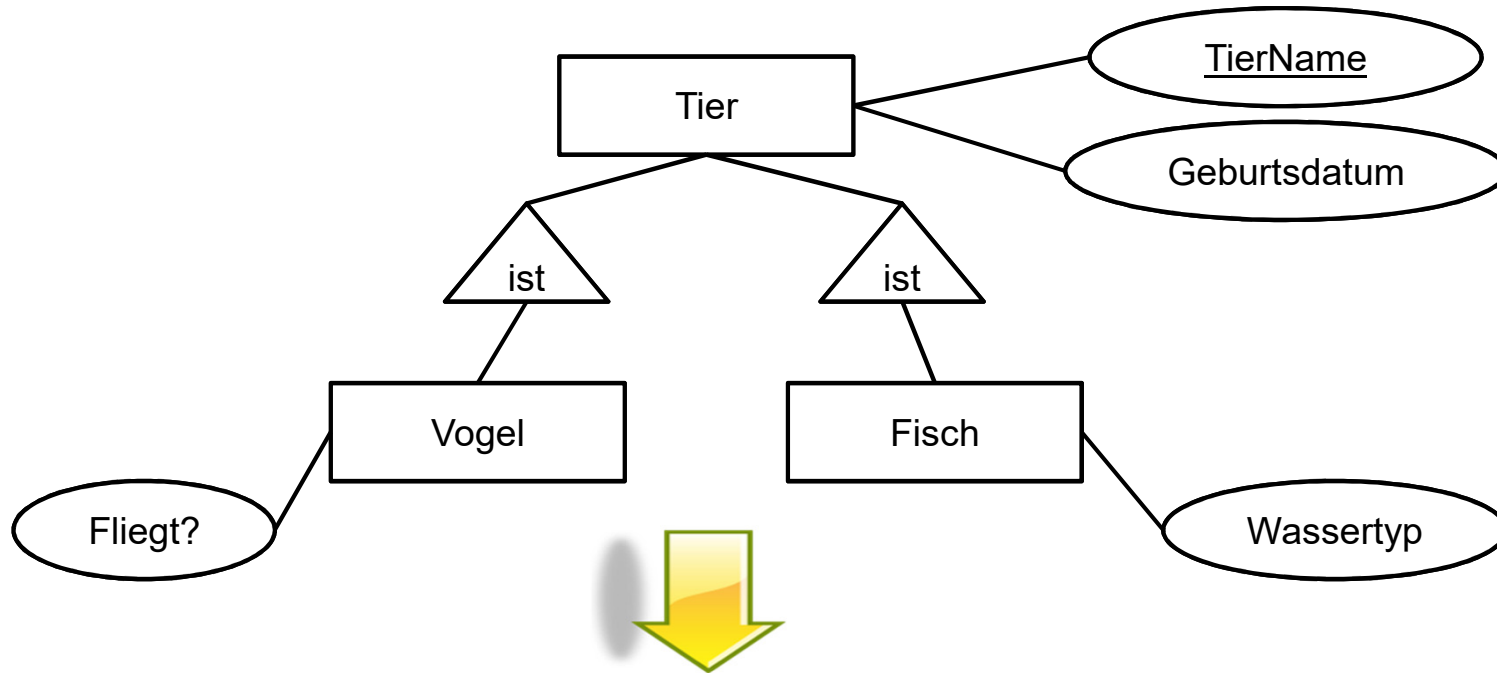 TierName
Tier
Geburtsdatum
ist
ist
Vogel
Fisch
Fliegt?
Wassertyp